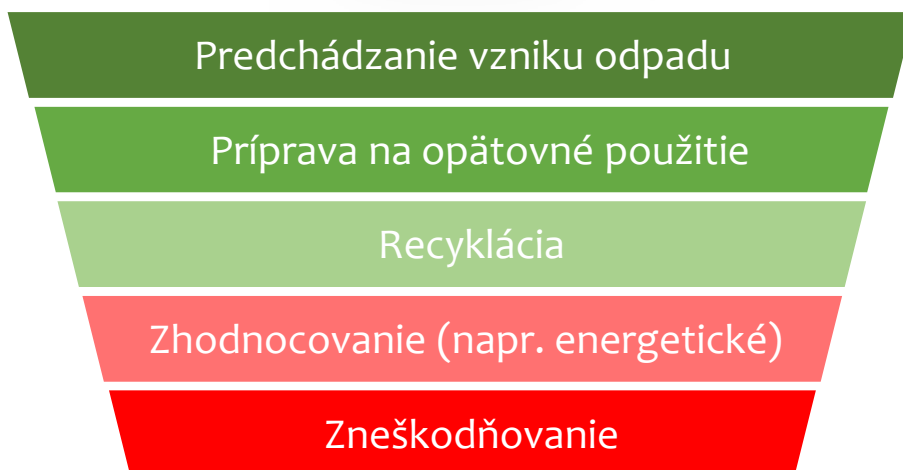 Predchádzanie vzniku odpadu
Príprava na opätovné použitie
Recyklácia
Zhodnocovanie (napr. energetické)
Zneškodňovanie